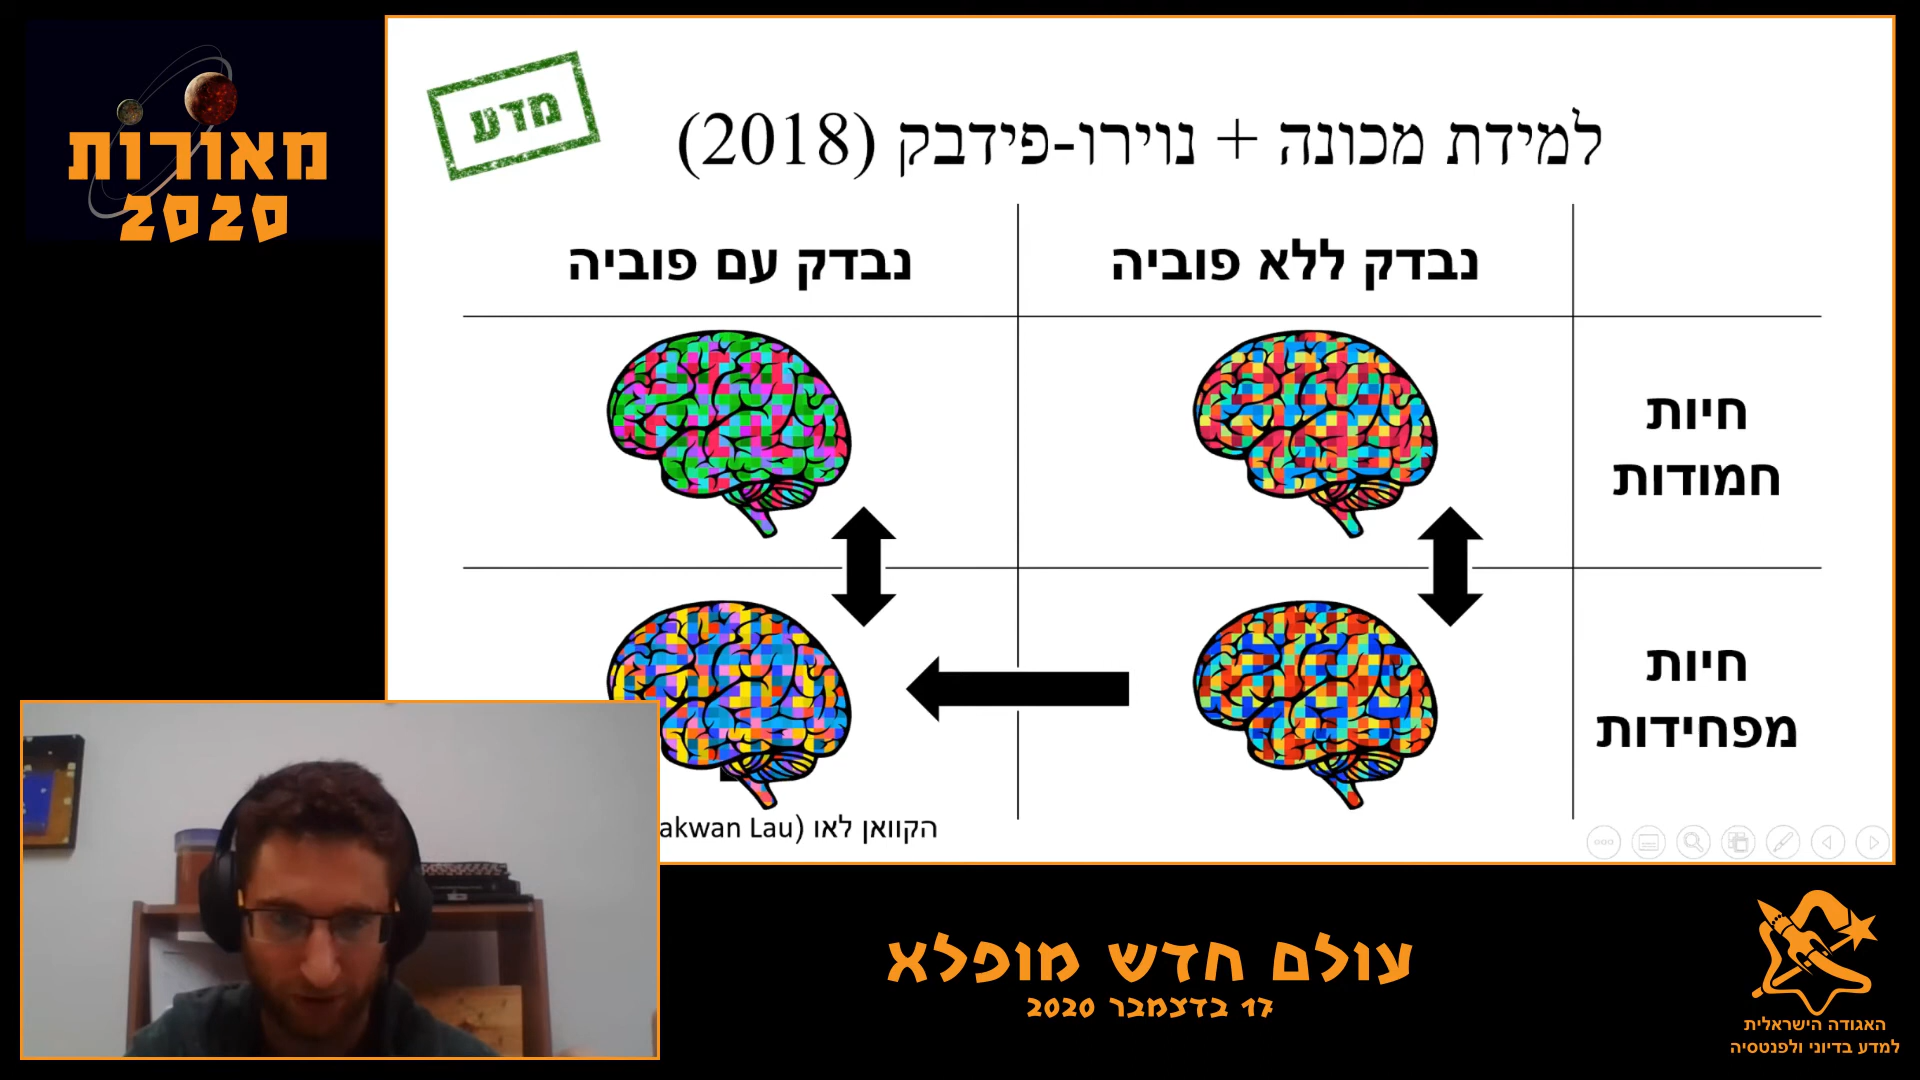 מאורות
2020
מדע
למידת מכונה + נוירו-פידבק (2018)
נבדק ללא פוביה
נבדק עם פוביה
חיות
חמודות
חיות
מפחידות
הקוואן לאו (akwan Lau
עולם חדש מופלא
17 בדצמבר 2020
האגודה הישראלית
למדע בדיוני ולפנטסיה